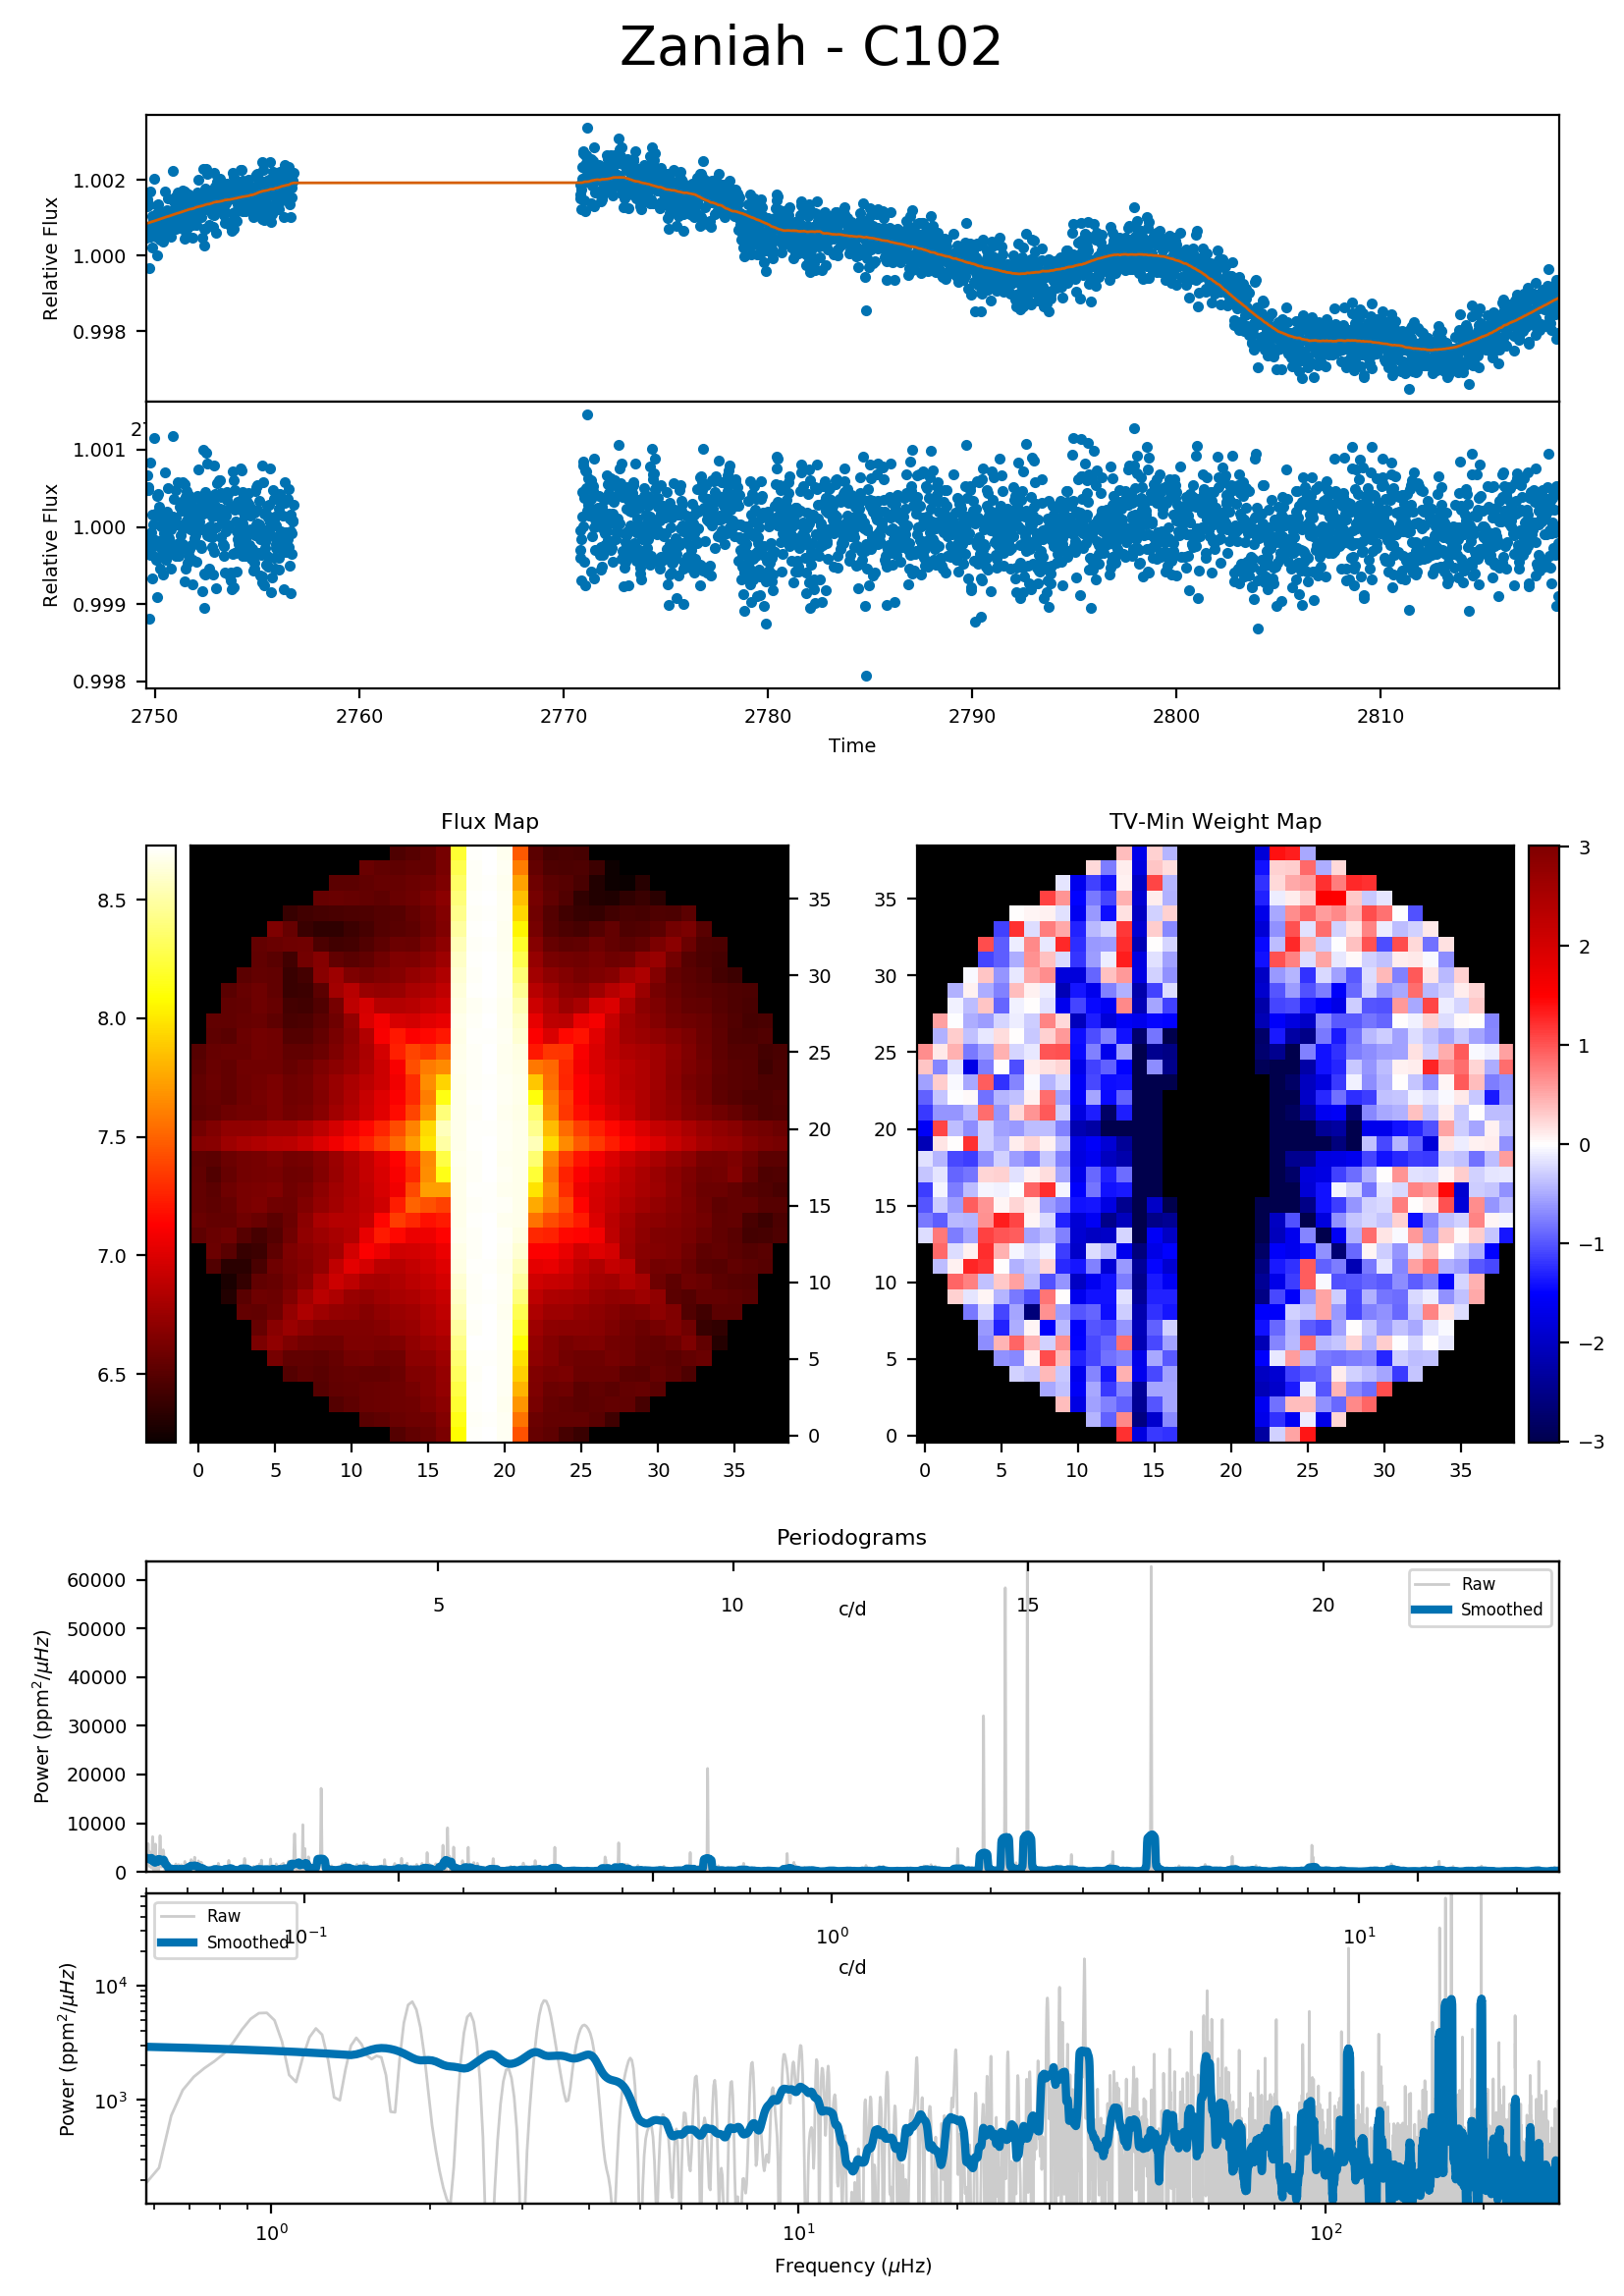 Zaniah - C102
1.002
1.000
0.998
Relative Flux
27
1.001
1.000
0.999
0.998
Relative Flux
2750 2760 2770 2780 2790 2800 2810
Time
Flux Map
TV-Min Weight Map
8.5
8.0
7.5
7.0
6.5
35
30
25
20
15
10
5
0
0 5 10 15 20 25 30 35
35
30
25
20
15
10
5
0
0 5 10 15 20 25 30 35
3
2
1
0
−1
−2
−3
Periodograms
60000
50000
40000
30000
20000
10000
0
Power (ppm²/μHz)
5 10 15 20
c/d
Raw
Smoothed
Raw
Smoothed
10⁻¹ 10⁰ 10¹
c/d
10⁴
10³
Power (ppm²/μHz)
10⁰ 10¹ 10²
Frequency (μHz)